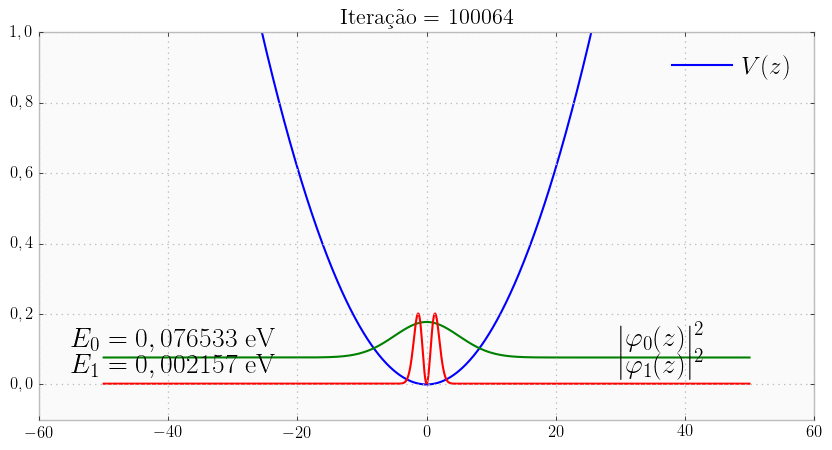 Iteração = 100064
1,0
V(z)
0,8
0,6
0,4
0,2
E₀ = 0,076533 eV
|φ₀(z)|²
E₁ = 0,002157 eV
|φ₁(z)|²
0,0
−60 −40 −20 0 20 40 60